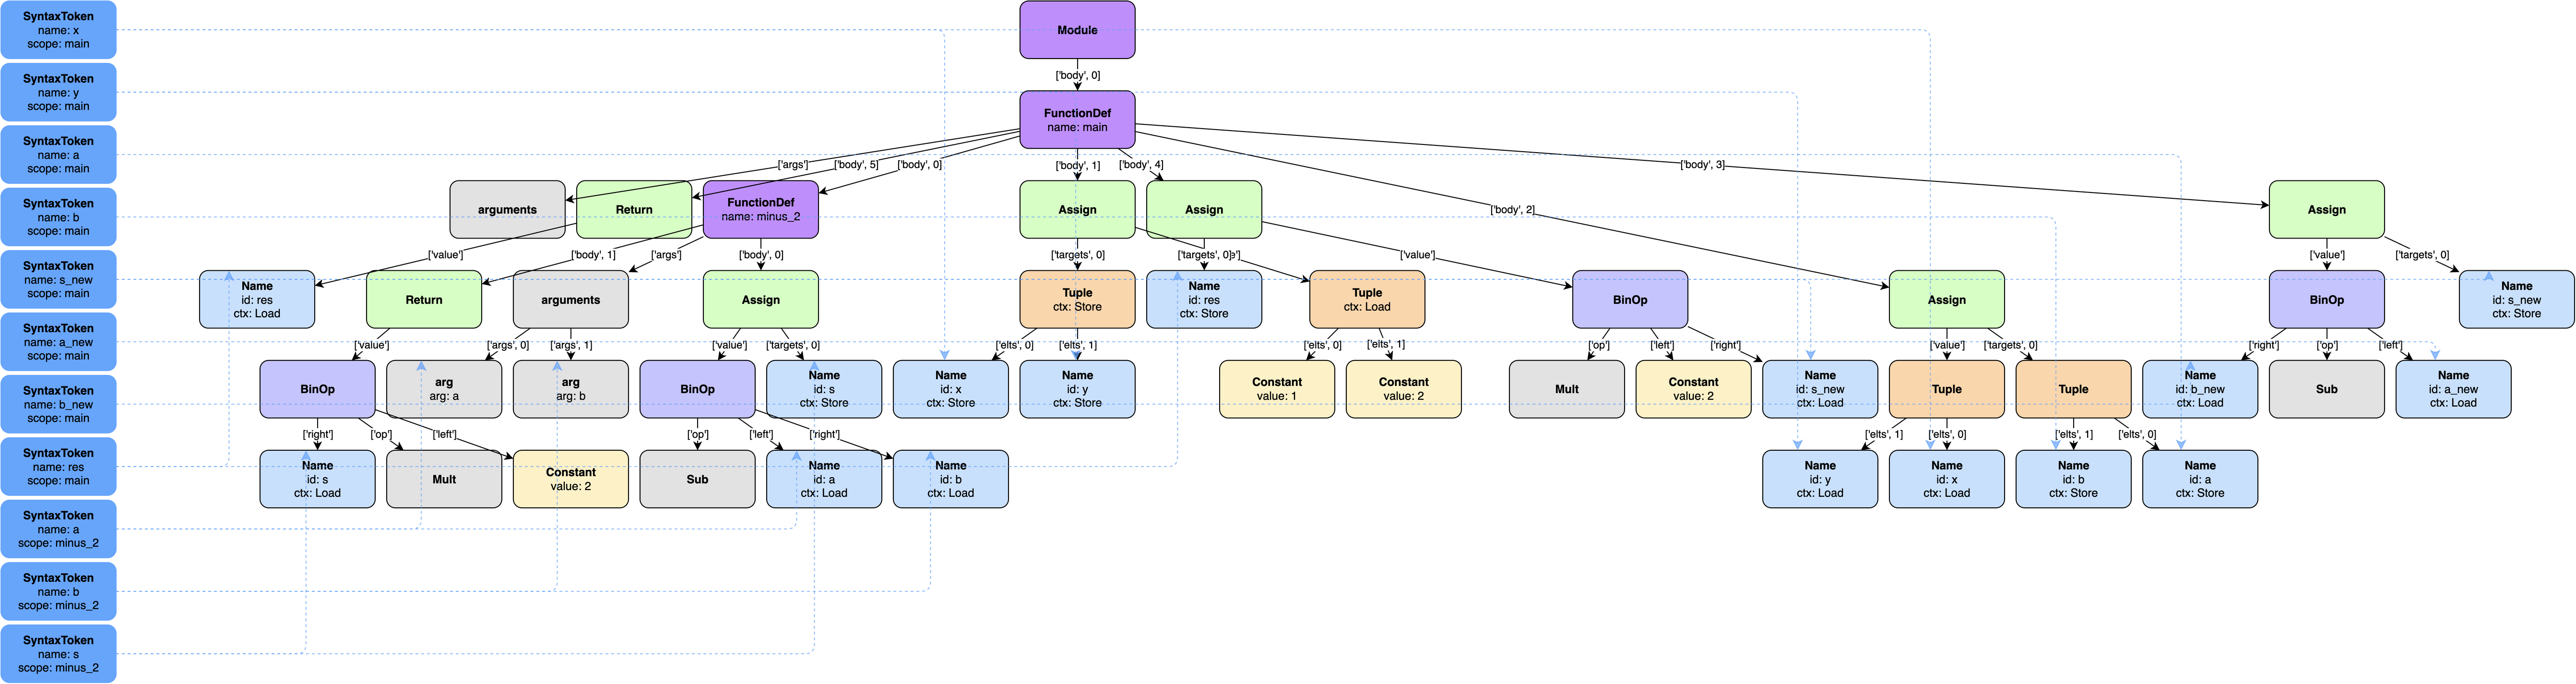 SyntaxToken
name: x
scope: main
SyntaxToken
name: y
scope: main
SyntaxToken
name: a
scope: main
SyntaxToken
name: b
scope: main
SyntaxToken
name: s_new
scope: main
SyntaxToken
name: a_new
scope: main
SyntaxToken
name: b_new
scope: main
SyntaxToken
name: res
scope: main
SyntaxToken
name: a
scope: minus_2
SyntaxToken
name: b
scope: minus_2
SyntaxToken
name: s
scope: minus_2
Module
['body', 0]
FunctionDef
name: main
['args']
['body', 5]
['body', 0]
['body', 1]
['body', 4]
['body', 2]
['body', 3]
arguments
Return
FunctionDef
name: minus_2
Assign
Assign
Assign
['value']
['body', 1]
['args']
['body', 0]
['targets', 0]
['targets', 0]
['value']
['value']
['targets', 0]
Name
id: res
ctx: Load
Return
arguments
Assign
Tuple
ctx: Store
Name
id: res
ctx: Store
Tuple
ctx: Load
BinOp
Assign
BinOp
Name
id: s_new
ctx: Store
['value']
['args', 0]
['args', 1]
['value']
['targets', 0]
['elts', 0]
['elts', 1]
['elts', 0]
['elts', 1]
['op']
['left']
['right']
['value']
['targets', 0]
['right']
['op']
['left']
BinOp
arg
arg: a
arg
arg: b
BinOp
Name
id: s
ctx: Store
Name
id: x
ctx: Store
Name
id: y
ctx: Store
Constant
value: 1
Constant
value: 2
Mult
Constant
value: 2
Name
id: s_new
ctx: Load
Tuple
Tuple
Name
id: b_new
ctx: Load
Sub
Name
id: a_new
ctx: Load
['right']
['op']
['left']
['op']
['left']
['right']
['elts', 1]
['elts', 0]
['elts', 1]
['elts', 0]
Name
id: s
ctx: Load
Mult
Constant
value: 2
Sub
Name
id: a
ctx: Load
Name
id: b
ctx: Load
Name
id: y
ctx: Load
Name
id: x
ctx: Load
Name
id: b
ctx: Store
Name
id: a
ctx: Store